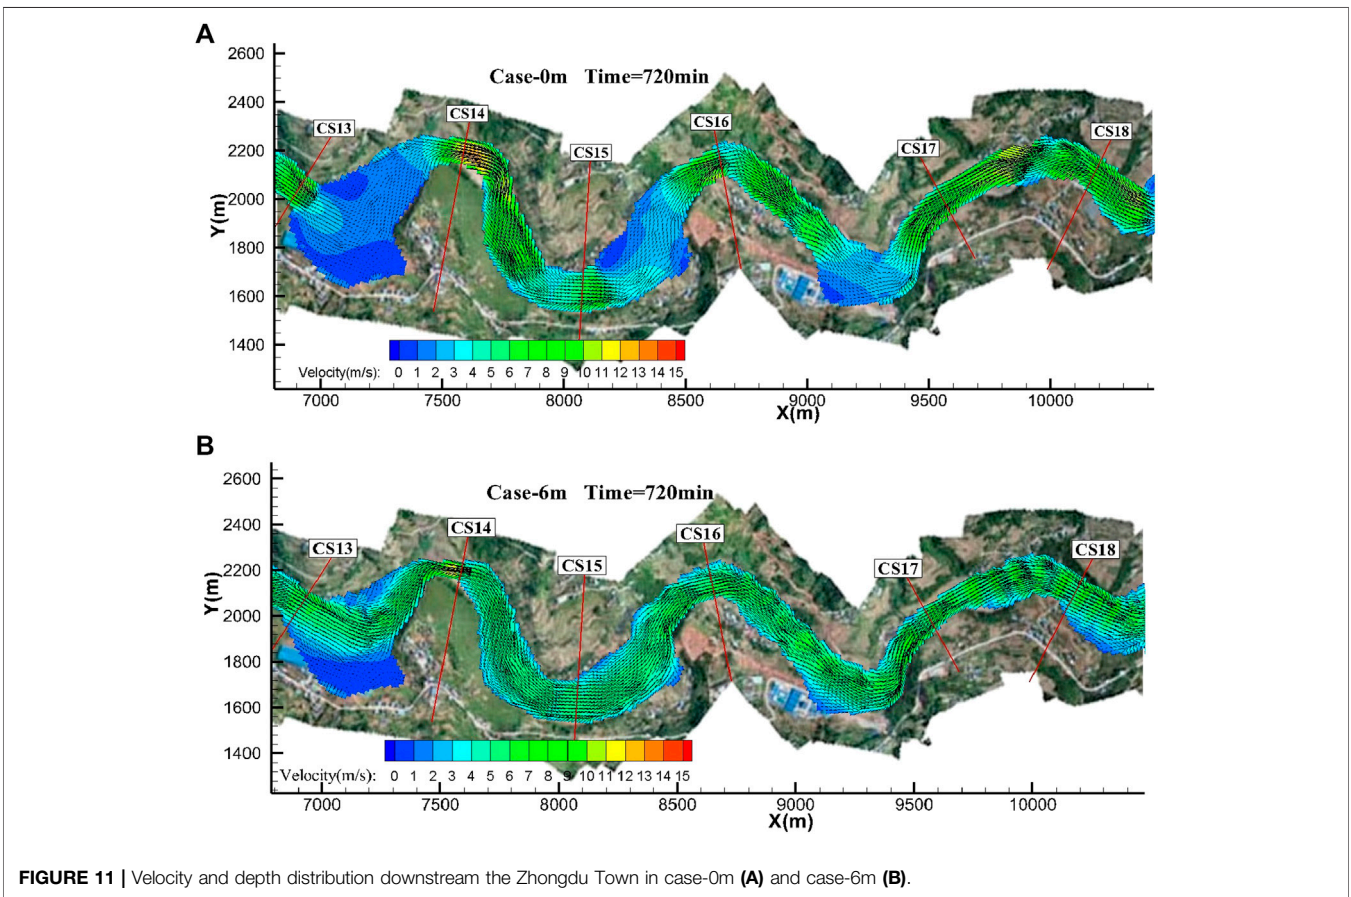 A
Case-0m Time=720min
CS13
CS14
CS15
CS16
CS17
CS18
2600
2400
2200
2000
1800
1600
1400
Y(m)
Velocity(m/s): 0 1 2 3 4 5 6 7 8 9 10 11 12 13 14 15
7000 7500 8000 8500 9000 9500 10000
X(m)
B
Case-6m Time=720min
CS13
CS14
CS15
CS16
CS17
CS18
2600
2400
2200
2000
1800
1600
1400
Y(m)
Velocity(m/s): 0 1 2 3 4 5 6 7 8 9 10 11 12 13 14 15
7000 7500 8000 8500 9000 9500 10000
X(m)
FIGURE 11 | Velocity and depth distribution downstream the Zhongdu Town in case-0m (A) and case-6m (B).